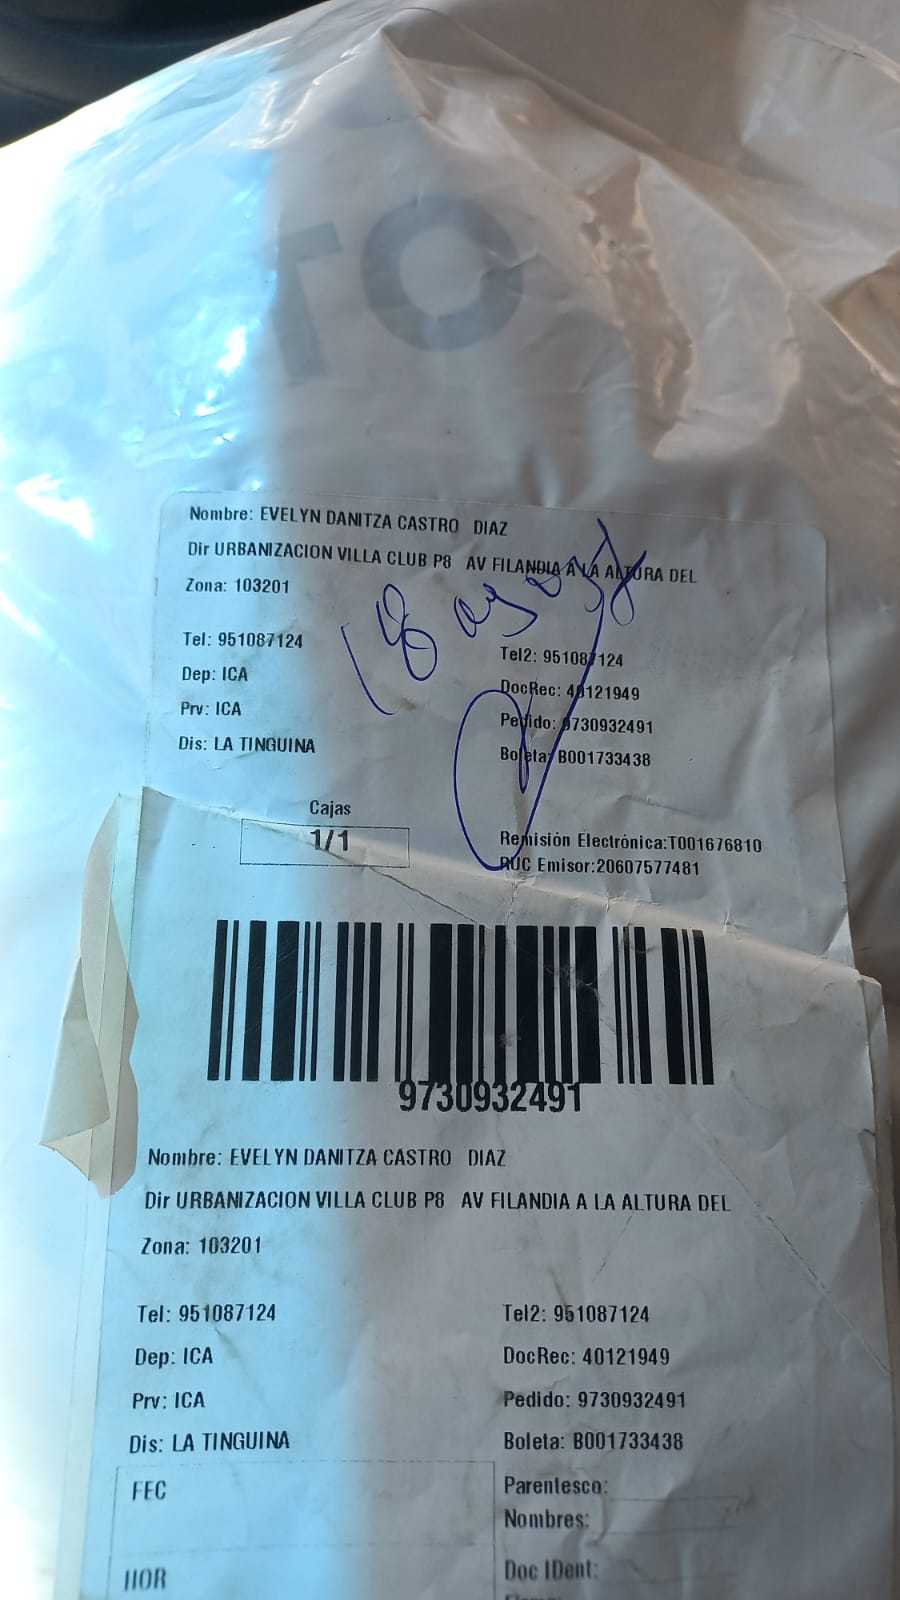 TO
Nombre: EVELYN DANITZA CASTRO DIAZ
Dir URBANIZACION VILLA CLUB P8 AV FILANDIA A LA ALTURA DEL
Zona: 103201
Tel: 951087124
Tel2: 951087124
Dep: ICA
DocRec: 40121949
Prv: ICA
Pedido: 9730932491
Dis: LA TINGUINA
Boleta: B001733438
Cajas
1/1
Remisión Electrónica:T001676810
RUC Emisor:20607577481
9730932491
Nombre: EVELYN DANITZA CASTRO DIAZ
Dir URBANIZACION VILLA CLUB P8 AV FILANDIA A LA ALTURA DEL
Zona: 103201
Tel: 951087124
Tel2: 951087124
Dep: ICA
DocRec: 40121949
Prv: ICA
Pedido: 9730932491
Dis: LA TINGUINA
Boleta: B001733438
FEC
Parentesco:
Nombres:
HOR
Doc IDent: